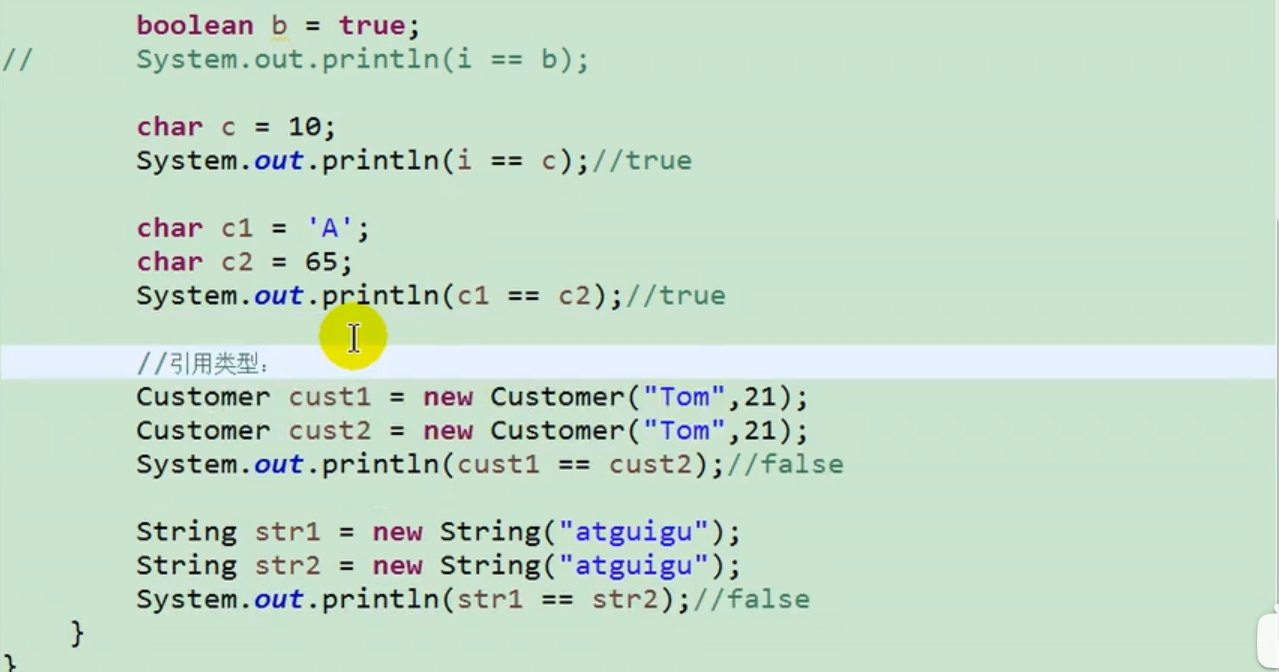 boolean b = true;
// System.out.println(i == b);
char c = 10;
System.out.println(i == c);//true
char c1 = 'A';
char c2 = 65;
System.out.println(c1 == c2);//true
//引用类型：
Customer cust1 = new Customer("Tom",21);
Customer cust2 = new Customer("Tom",21);
System.out.println(cust1 == cust2);//false
String str1 = new String("atguigu");
String str2 = new String("atguigu");
System.out.println(str1 == str2);//false
}
}